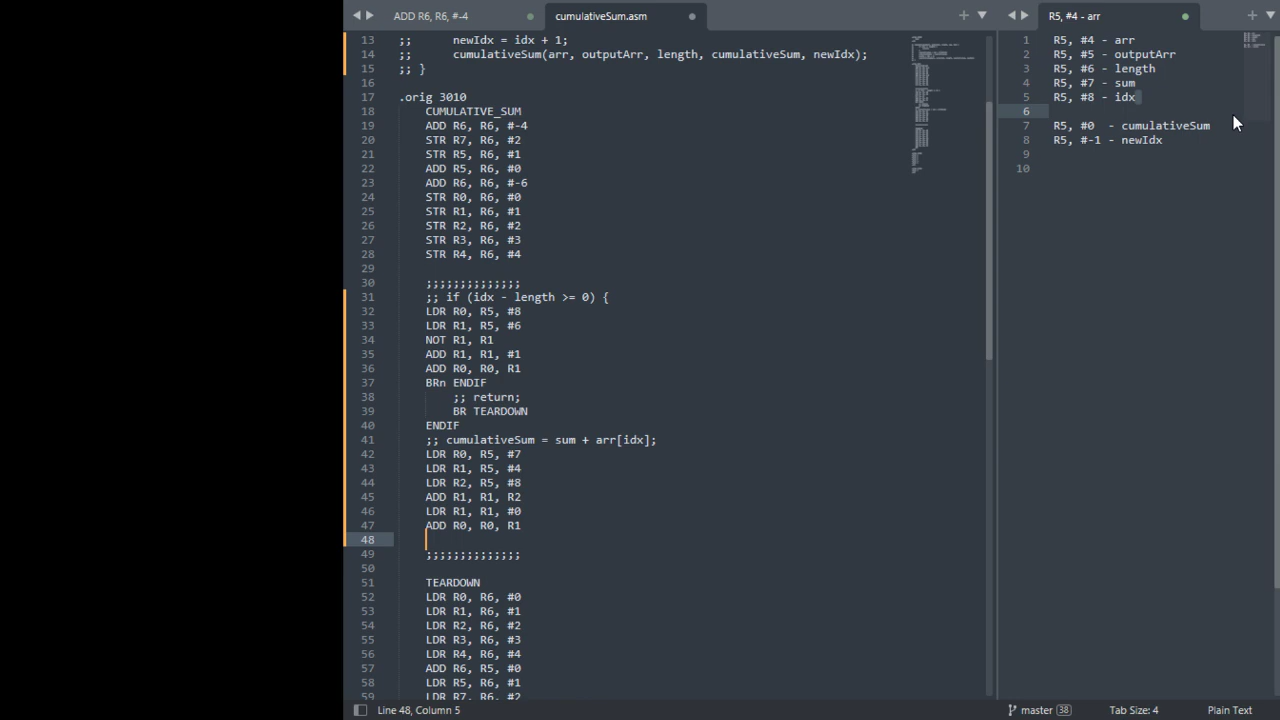 ADD R6, R6, #-4
cumulativeSum.asm
13 ;;      newIdx = idx + 1;
14 ;;      cumulativeSum(arr, outputArr, length, cumulativeSum, newIdx);
15 ;; }
16
17 .orig 3010
18     CUMULATIVE_SUM
19     ADD R6, R6, #-4
20     STR R7, R6, #2
21     STR R5, R6, #1
22     ADD R5, R6, #0
23     ADD R6, R6, #-6
24     STR R0, R6, #0
25     STR R1, R6, #1
26     STR R2, R6, #2
27     STR R3, R6, #3
28     STR R4, R6, #4
29
30     ;;;;;;;;;;;;;;
31     ;; if (idx - length >= 0) {
32     LDR R0, R5, #8
33     LDR R1, R5, #6
34     NOT R1, R1
35     ADD R1, R1, #1
36     ADD R0, R0, R1
37     BRn ENDIF
38         ;; return;
39         BR TEARDOWN
40     ENDIF
41     ;; cumulativeSum = sum + arr[idx];
42     LDR R0, R5, #7
43     LDR R1, R5, #4
44     LDR R2, R5, #8
45     ADD R1, R1, R2
46     LDR R1, R1, #0
47     ADD R0, R0, R1
48
49     ;;;;;;;;;;;;;;
50
51     TEARDOWN
52     LDR R0, R6, #0
53     LDR R1, R6, #1
54     LDR R2, R6, #2
55     LDR R3, R6, #3
56     LDR R4, R6, #4
57     ADD R6, R5, #0
58     LDR R5, R6, #1
59     LDR R7, R6, #2
R5, #4 - arr
1 R5, #4 - arr
2 R5, #5 - outputArr
3 R5, #6 - length
4 R5, #7 - sum
5 R5, #8 - idx
6
7 R5, #0  - cumulativeSum
8 R5, #-1 - newIdx
9
10
Line 48, Column 5
master 38
Tab Size: 4
Plain Text